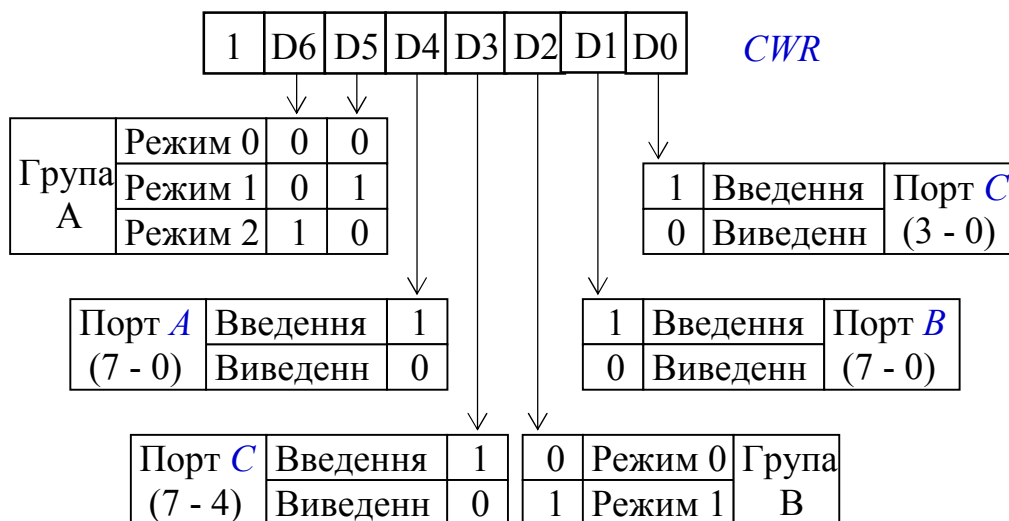 1 D6 D5 D4 D3 D2 D1 D0 CWR
Група A
Режим 0 0 0
Режим 1 0 1
Режим 2 1 0
1 Введення
0 Виведенн
Порт C
(3 - 0)
Порт A
(7 - 0)
Введення 1
Виведенн 0
1 Введення
0 Виведенн
Порт B
(7 - 0)
Порт C
(7 - 4)
Введення 1
Виведенн 0
0 Режим 0
1 Режим 1
Група
B